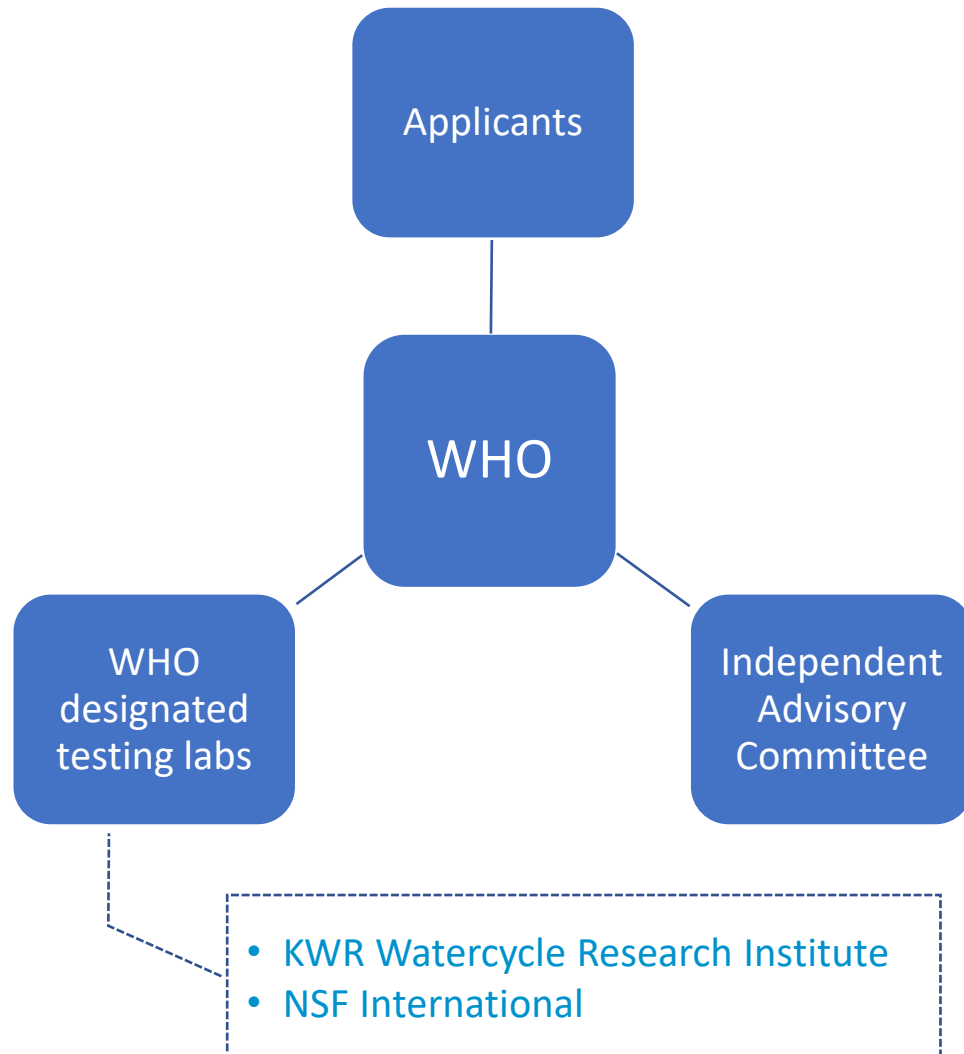 Applicants
WHO
WHO
designated
testing labs
Independent
Advisory
Committee
• KWR Watercycle Research Institute
• NSF International